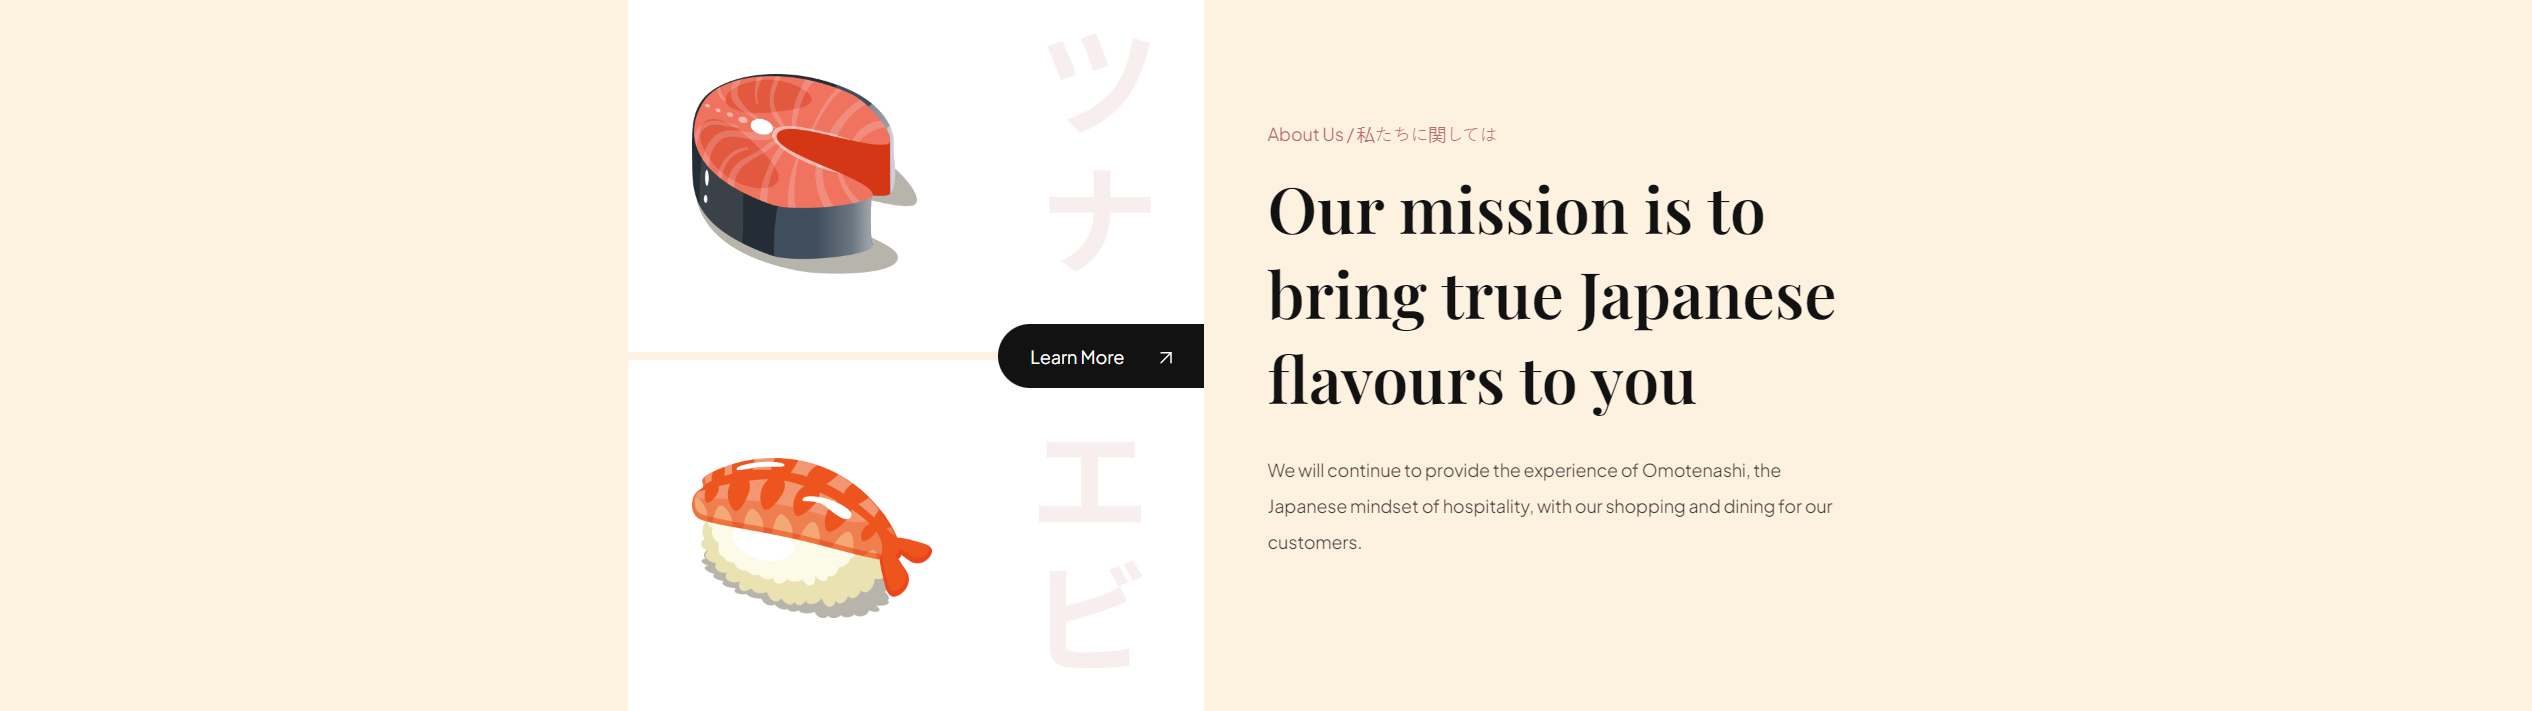 ツナ
Learn More
エビ
About Us / 私たちに関しては
Our mission is to
bring true Japanese
flavours to you
We will continue to provide the experience of Omotenashi, the
Japanese mindset of hospitality, with our shopping and dining for our
customers.